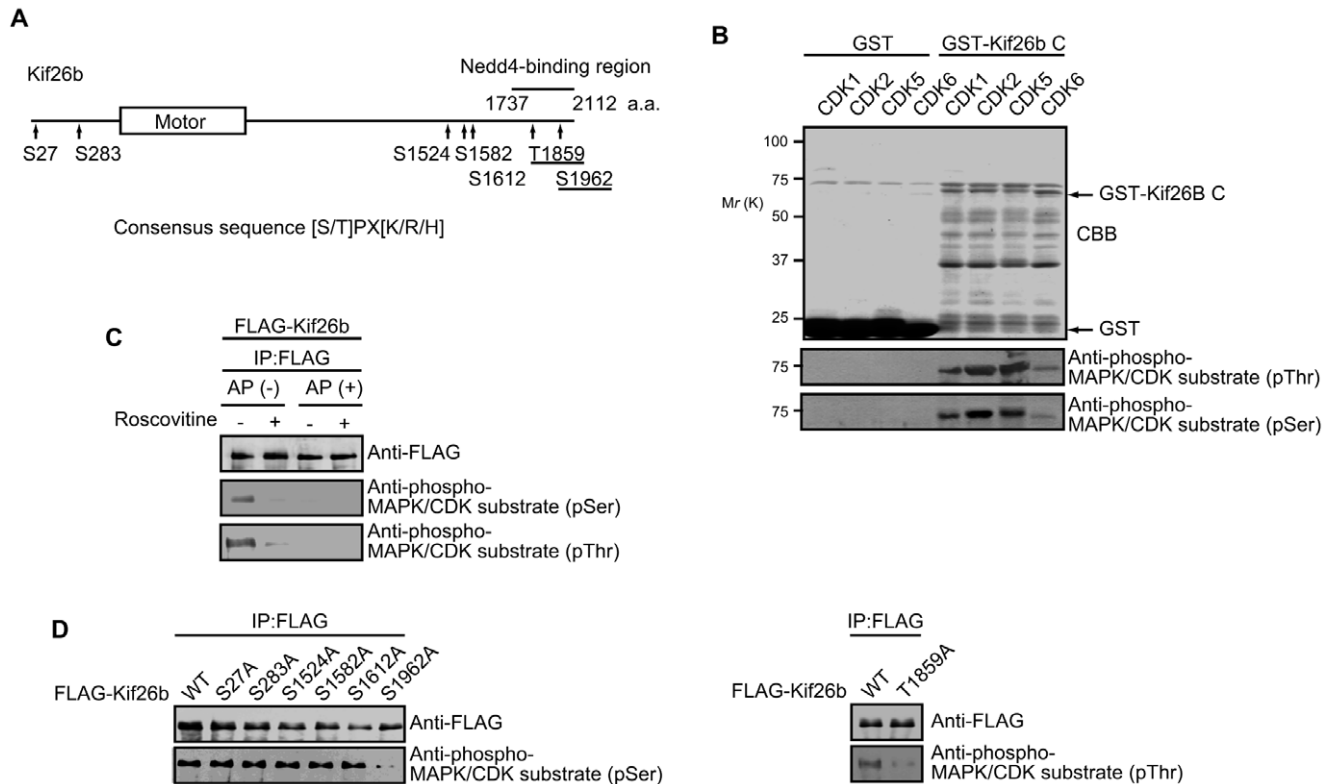 A
Kif26b
Nedd4-binding region
1737 2112 a.a.
Motor
S27 S283 S1524 S1582 T1859
S1612 S1962
Consensus sequence [S/T]PX[K/R/H]
B
GST GST-Kif26b C
CDK1 CDK2 CDK5 CDK6 CDK1 CDK2 CDK5 CDK6
Mr (K)
100
75
50
37
25
GST-Kif26B C
CBB
GST
75
Anti-phospho-
MAPK/CDK substrate (pThr)
75
Anti-phospho-
MAPK/CDK substrate (pSer)
C
FLAG-Kif26b
IP:FLAG
AP (-) AP (+)
Roscovitine - + - +
Anti-FLAG
Anti-phospho-
MAPK/CDK substrate (pSer)
Anti-phospho-
MAPK/CDK substrate (pThr)
D
IP:FLAG
FLAG-Kif26b WT S27A S283A S1524A S1582A S1612A S1962A
Anti-FLAG
Anti-phospho-
MAPK/CDK substrate (pSer)
IP:FLAG
FLAG-Kif26b WT T1859A
Anti-FLAG
Anti-phospho-
MAPK/CDK substrate (pThr)